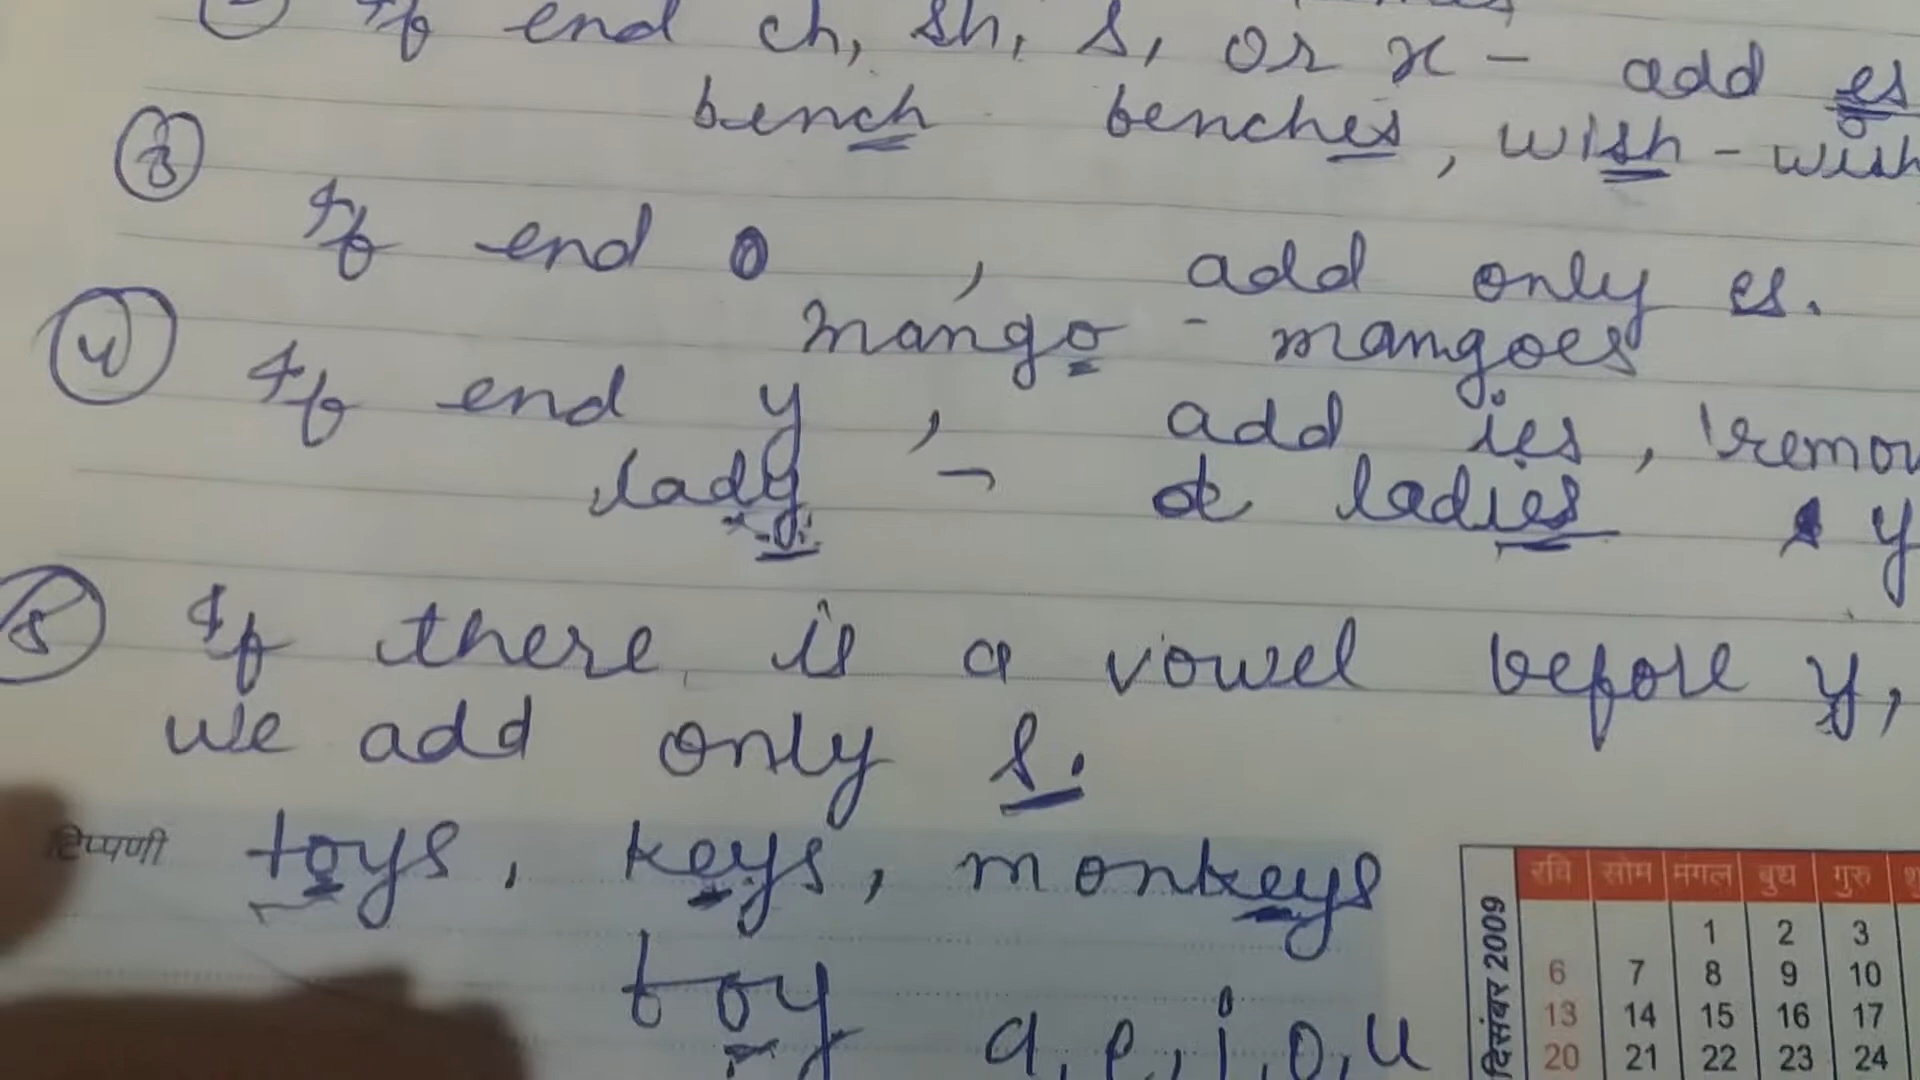 If end ch, sh, s, or x - add es
bench benches, wish - wish
3
If end o , add only es.
mango - mangoes
4
If end y , add ies, remov
lady - ladies y
5
If there is a vowel before y,
we add only s.
toys, keys, monkeys
toy
a, e, i, o, u
टिप्पणी
दिसंबर 2009
रवि सोम मंगल बुध गुरु
1 2 3
6 7 8 9 10
13 14 15 16 17
20 21 22 23 24